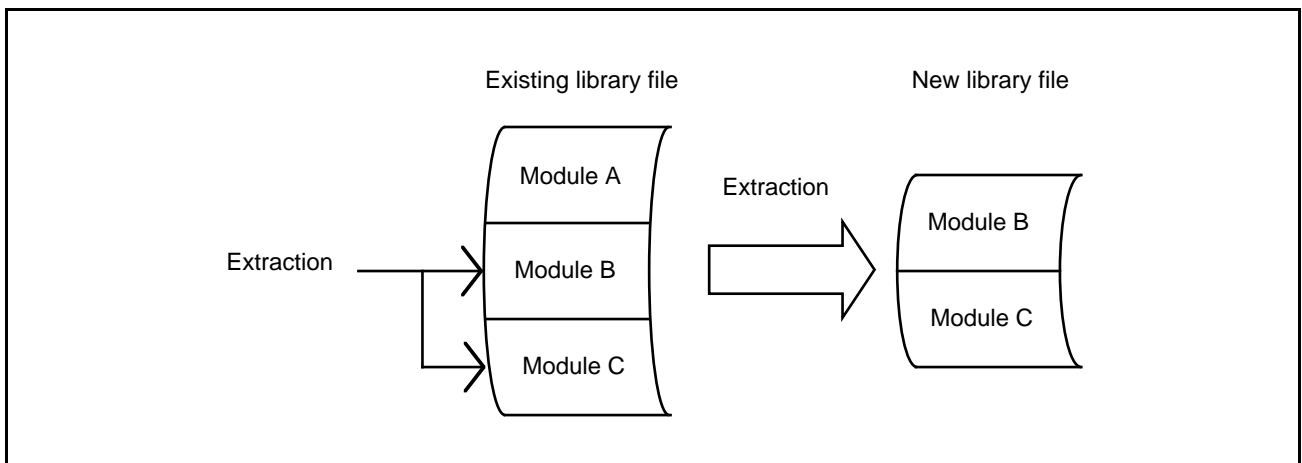 Existing library file
New library file
Module A
Extraction
Module B
Extraction
Module B
Module C
Module C